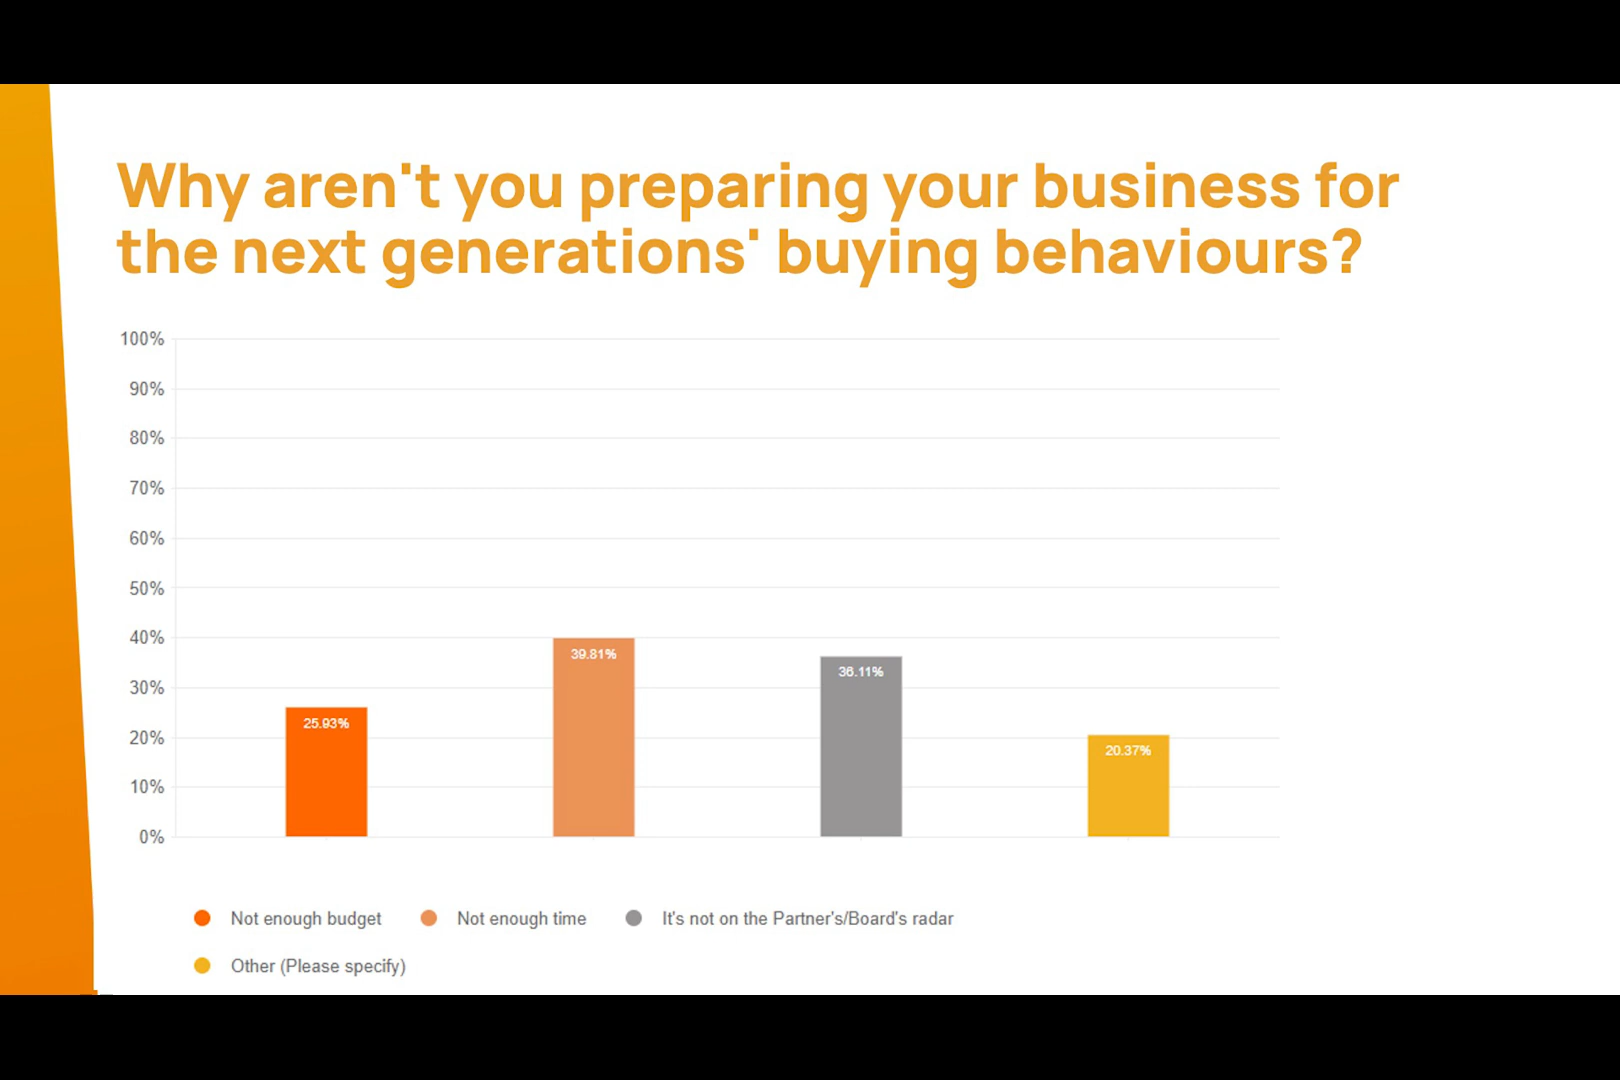 Why aren't you preparing your business for
the next generations' buying behaviours?
100%
90%
80%
70%
60%
50%
40%
30%
20%
10%
0%
25.93%
39.81%
36.11%
20.37%
Not enough budget
Not enough time
It's not on the Partner's/Board's radar
Other (Please specify)